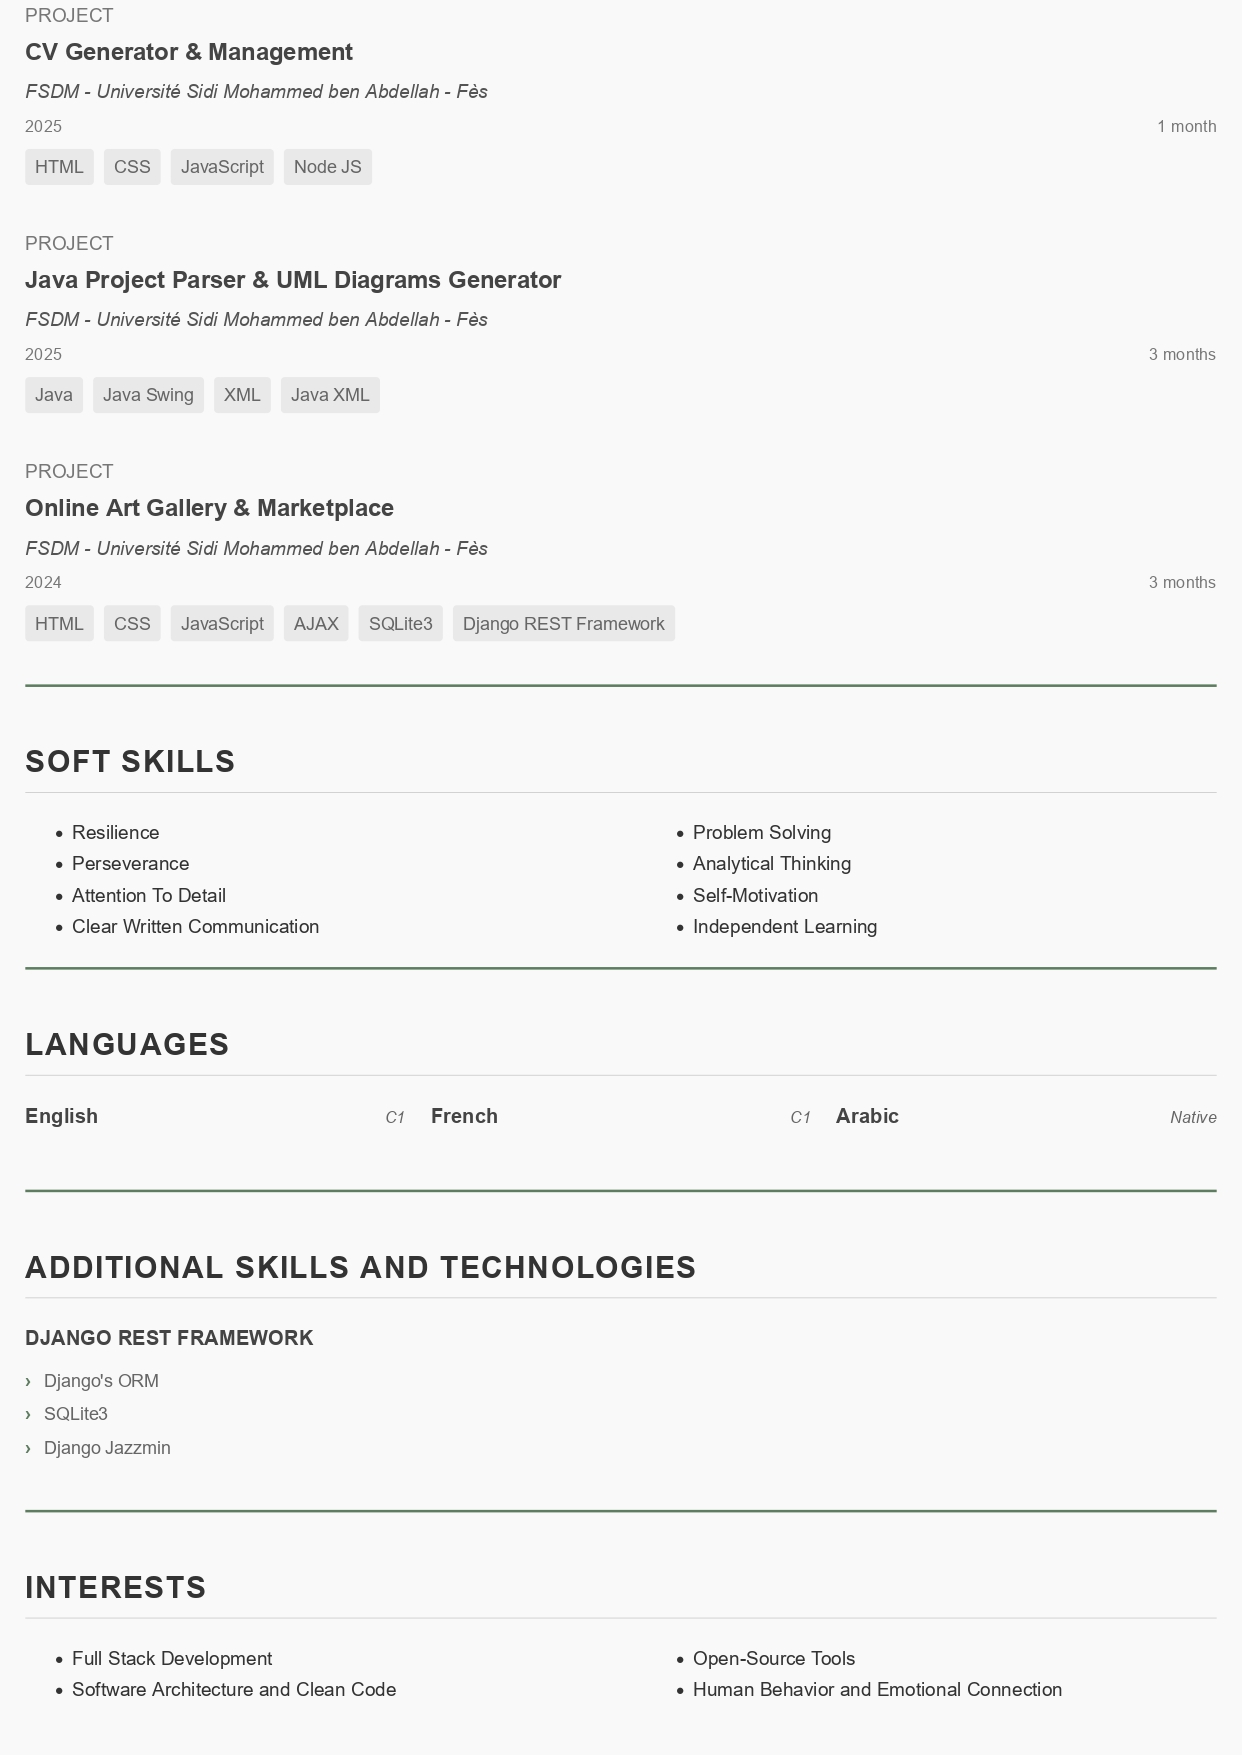 PROJECT
CV Generator & Management
FSDM - Université Sidi Mohammed ben Abdellah - Fès
2025 1 month
HTML CSS JavaScript Node JS
PROJECT
Java Project Parser & UML Diagrams Generator
FSDM - Université Sidi Mohammed ben Abdellah - Fès
2025 3 months
Java Java Swing XML Java XML
PROJECT
Online Art Gallery & Marketplace
FSDM - Université Sidi Mohammed ben Abdellah - Fès
2024 3 months
HTML CSS JavaScript AJAX SQLite3 Django REST Framework
SOFT SKILLS
• Resilience
• Perseverance
• Attention To Detail
• Clear Written Communication
• Problem Solving
• Analytical Thinking
• Self-Motivation
• Independent Learning
LANGUAGES
English C1 French C1 Arabic Native
ADDITIONAL SKILLS AND TECHNOLOGIES
DJANGO REST FRAMEWORK
› Django's ORM
› SQLite3
› Django Jazzmin
INTERESTS
• Full Stack Development
• Software Architecture and Clean Code
• Open-Source Tools
• Human Behavior and Emotional Connection